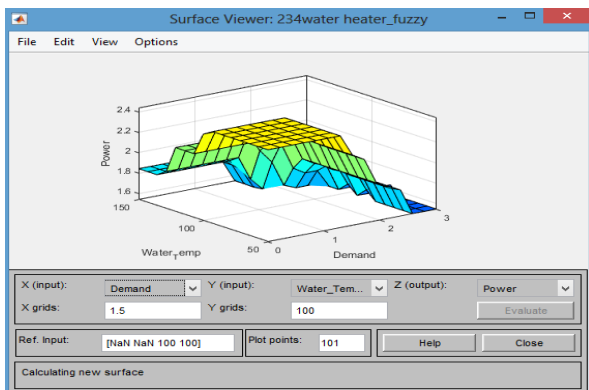 Surface Viewer: 234water heater_fuzzy
File Edit View Options
2.4
2.2
2
1.8
1.6
Power
150
100
50
Water_Temp
0
1
2
3
Demand
X (input): Demand Y (input): Water_Tem... Z (output): Power
X grids: 1.5 Y grids: 100 Evaluate
Ref. Input: [NaN NaN 100 100] Plot points: 101 Help Close
Calculating new surface